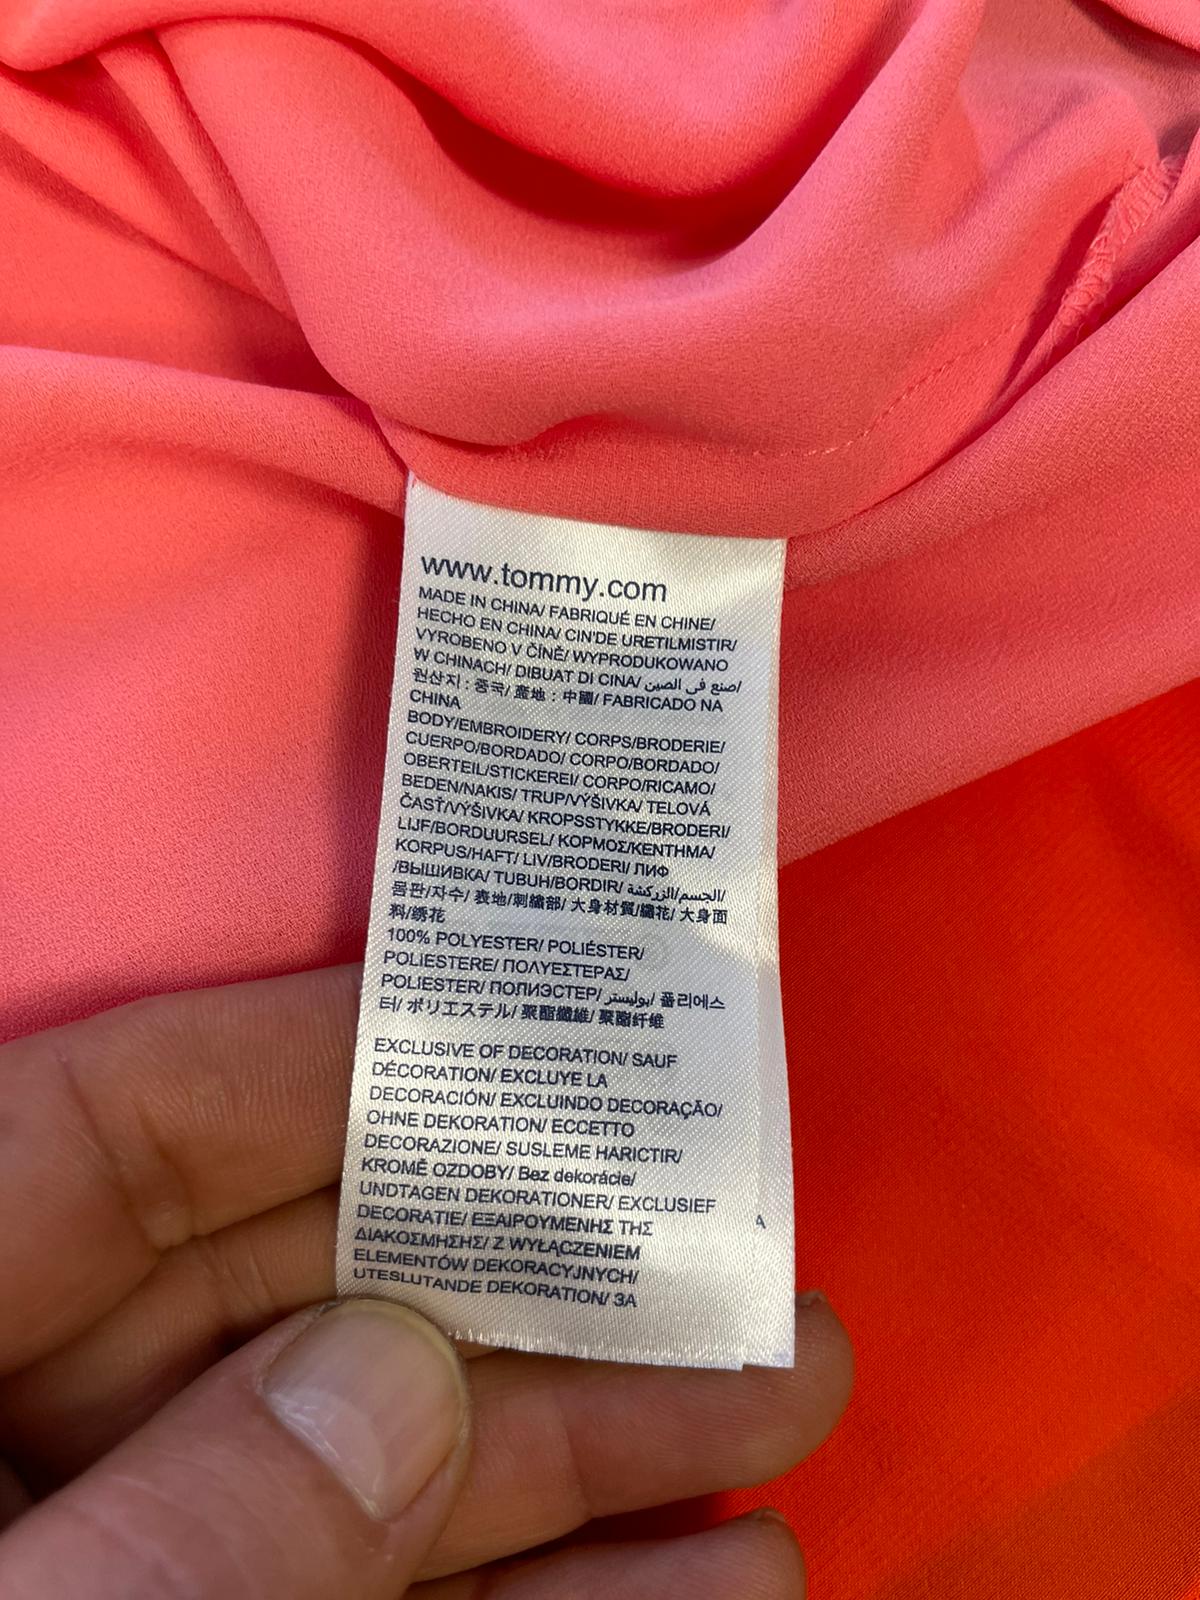 www.tommy.com
MADE IN CHINA/ FABRIQUÉ EN CHINE/
HECHO EN CHINA/ CIN'DE URETILMISTIR/
VYROBENO V ČÍNĚ/ WYPRODUKOWANO
W CHINACH/ DIBUAT DI CINA/ صنع في الصين/
원산지 : 중국/ 産地 : 中國/ FABRICADO NA
CHINA
BODY/EMBROIDERY/ CORPS/BRODERIE/
CUERPO/BORDADO/ CORPO/BORDADO/
OBERTEIL/STICKEREI/ CORPO/RICAMO/
BEDEN/NAKIS/ TRUP/VÝŠIVKA/ TELOVÁ
ČASŤ/VÝŠIVKA/ KROPSSTYKKE/BRODERI/
LIJF/BORDUURSEL/ ΚΟΡΜΟΣ/ΚΕΝΤΗΜΑ/
KORPUS/HAFT/ LIV/BRODERI/ ЛИФ
/ВЫШИВКА/ TUBUH/BORDIR/ الجسم/الزركشة/
몸판/자수/ 表地/刺繍部/ 大身材質/繡花/ 大身面
料/绣花
100% POLYESTER/ POLIÉSTER/
POLIESTERE/ ΠΟΛΥΕΣΤΕΡΑΣ/
POLIESTER/ ПОЛИЭСТЕР/ بوليستر/ 폴리에스
터/ ポリエステル/ 聚酯纖維/ 聚酯纤维
EXCLUSIVE OF DECORATION/ SAUF
DÉCORATION/ EXCLUYE LA
DECORACIÓN/ EXCLUINDO DECORAÇÃO/
OHNE DEKORATION/ ECCETTO
DECORAZIONE/ SUSLEME HARICTIR/
KROMĚ OZDOBY/ Bez dekorácie/
UNDTAGEN DEKORATIONER/ EXCLUSIEF
DECORATIE/ ΕΞΑΙΡΟΥΜΕΝΗΣ ΤΗΣ
ΔΙΑΚΟΣΜΗΣΗΣ/ Z WYŁĄCZENIEM
ELEMENTÓW DEKORACYJNYCH/
UTESLUTANDE DEKORATION/ ЗА
A